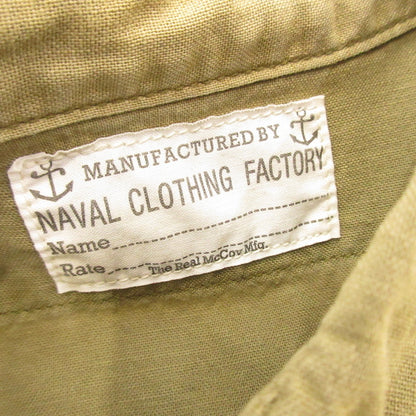 MANUFACTURED BY
NAVAL CLOTHING FACTORY
Name
Rate
The Real McCoy Mfg.